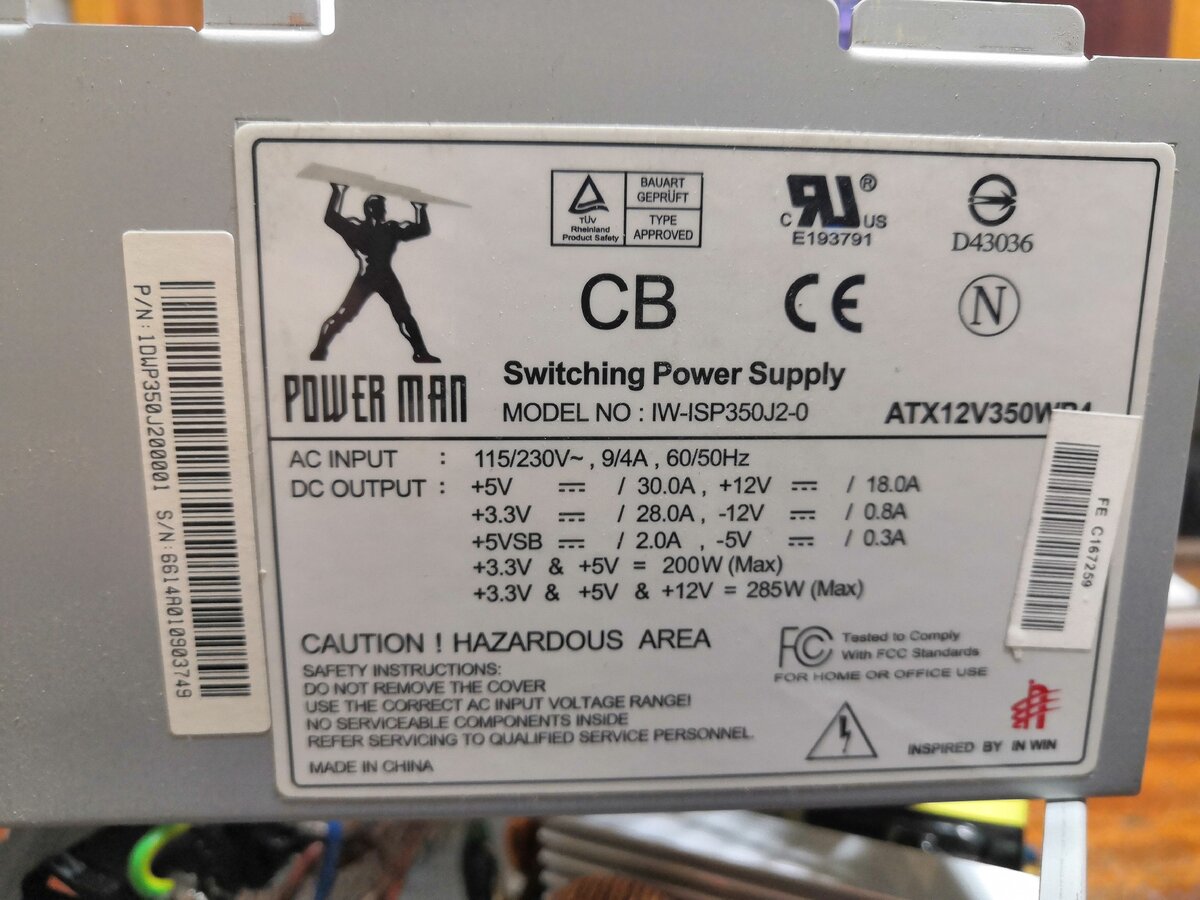 P/N:1DWP350J200001 S/N:6614A010903749
POWER MAN
TÜV
Rheinland
Product Safety
BAUART
GEPRÜFT
TYPE
APPROVED
C RU ® US
E193791
D43036
CB
CE
N
Switching Power Supply
MODEL NO : IW-ISP350J2-0
ATX12V350WP4
AC INPUT : 115/230V~ , 9/4A , 60/50Hz
DC OUTPUT : +5V ⎓ / 30.0A , +12V ⎓ / 18.0A
+3.3V ⎓ / 28.0A , -12V ⎓ / 0.8A
+5VSB ⎓ / 2.0A , -5V ⎓ / 0.3A
+3.3V & +5V = 200W (Max)
+3.3V & +5V & +12V = 285W (Max)
FE C167259
CAUTION ! HAZARDOUS AREA
SAFETY INSTRUCTIONS:
DO NOT REMOVE THE COVER
USE THE CORRECT AC INPUT VOLTAGE RANGE!
NO SERVICEABLE COMPONENTS INSIDE
REFER SERVICING TO QUALIFIED SERVICE PERSONNEL.
MADE IN CHINA
FC Tested to Comply
With FCC Standards
FOR HOME OR OFFICE USE
INSPIRED BY IN WIN